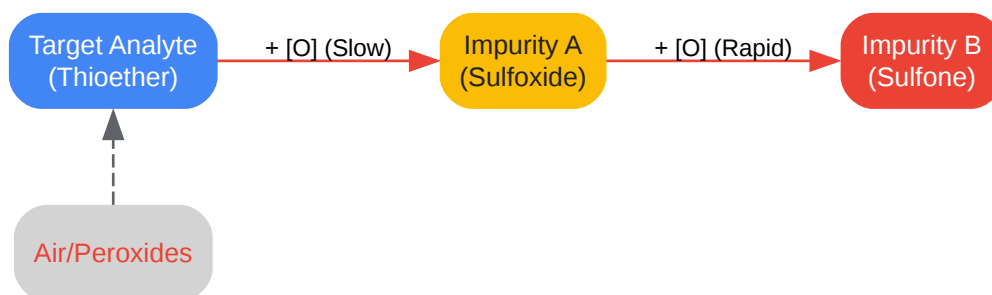 Target Analyte
(Thioether)
+ [O] (Slow)
Impurity A
(Sulfoxide)
+ [O] (Rapid)
Impurity B
(Sulfone)
Air/Peroxides